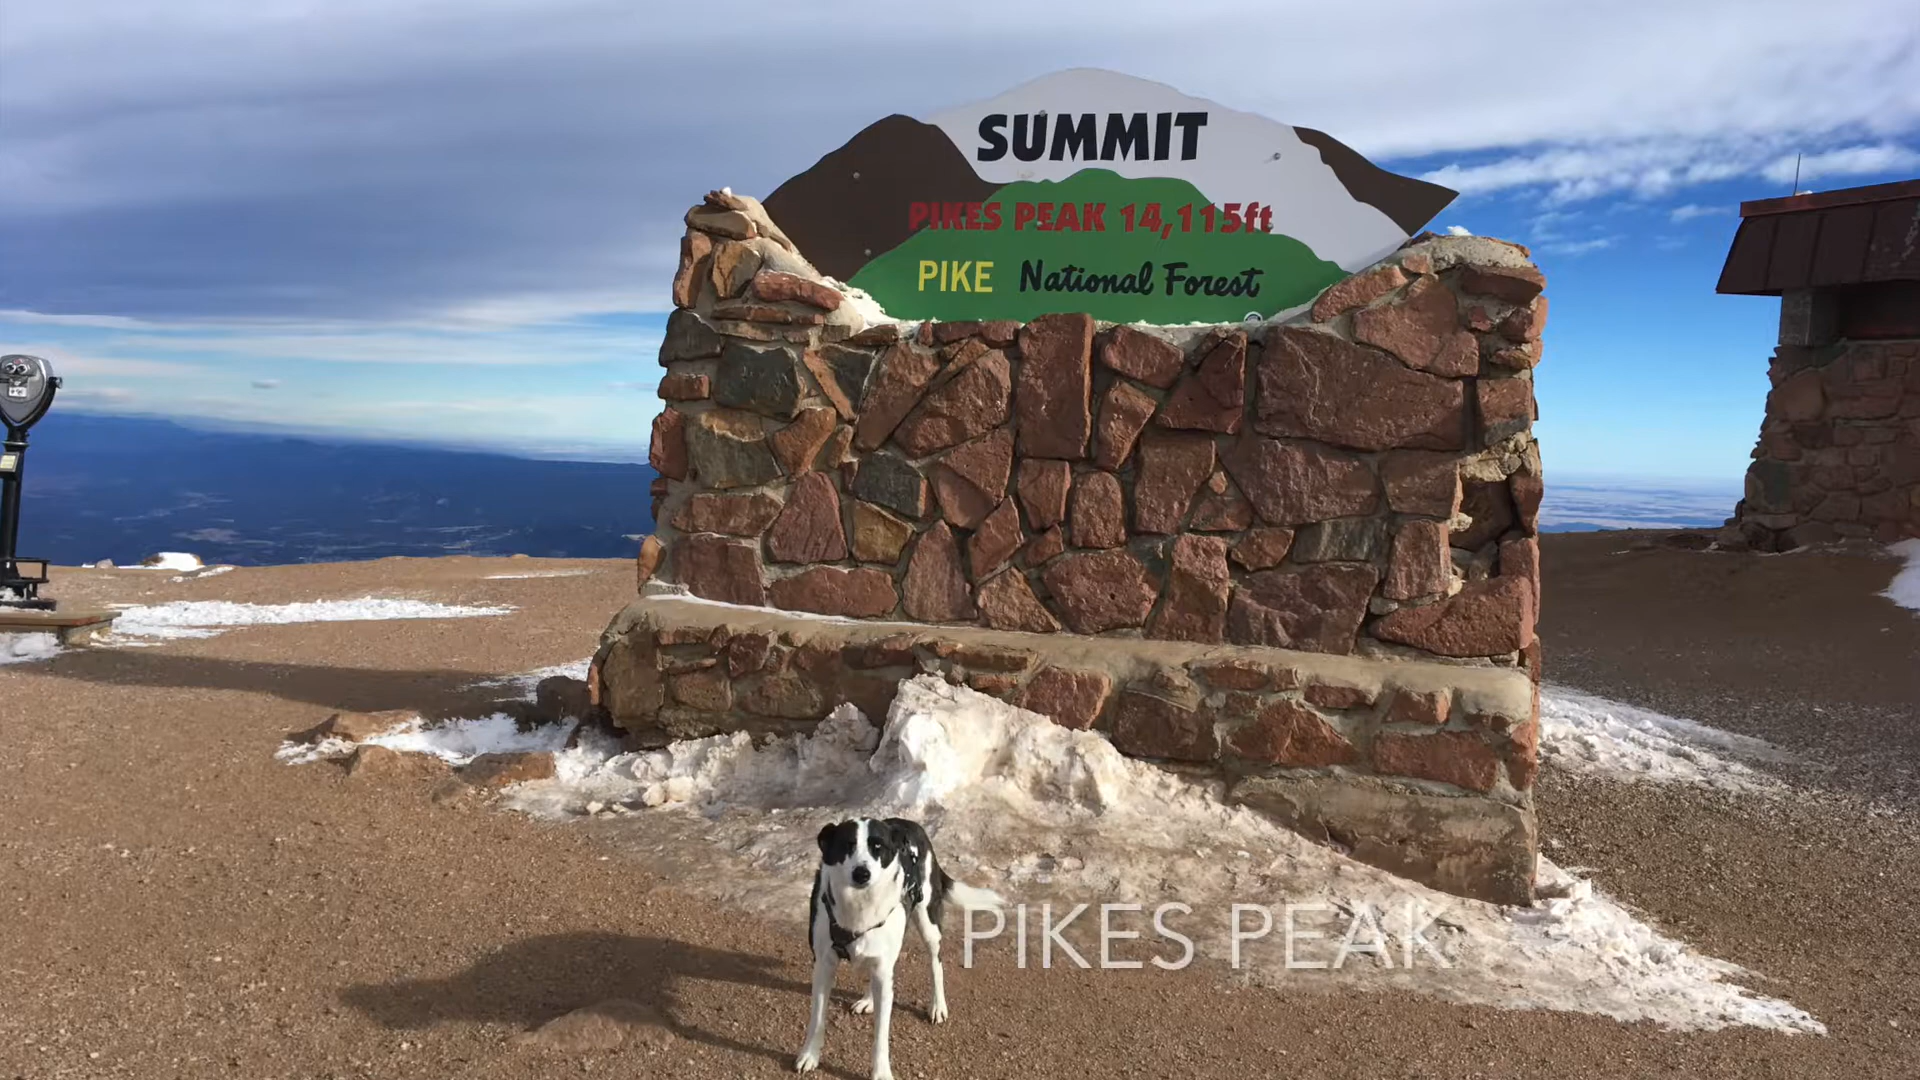 SUMMIT
PIKES PEAK 14,115ft
PIKE National Forest
PIKES PEAK